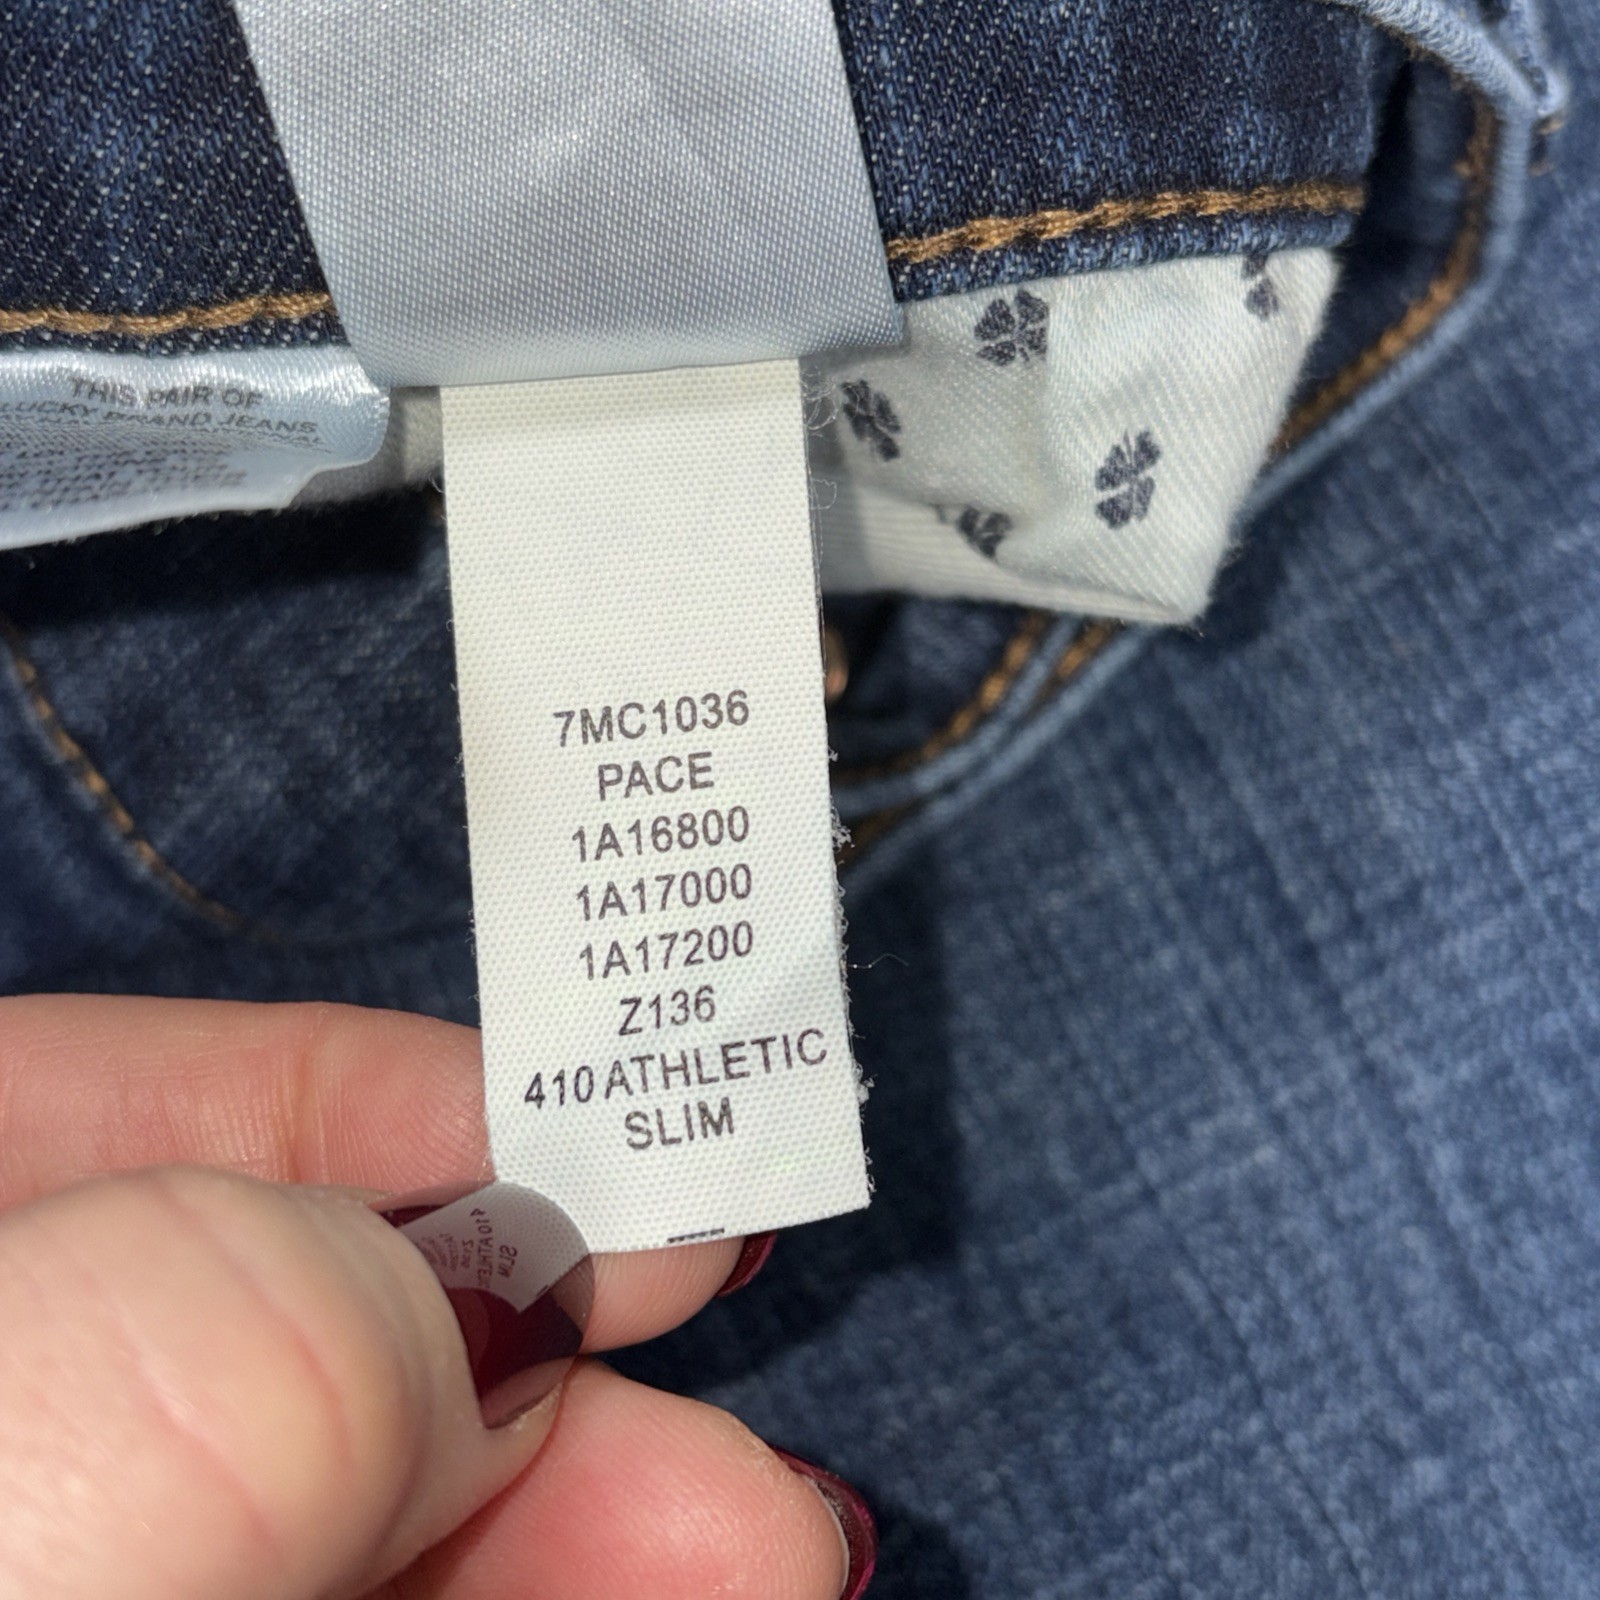 THIS PAIR OF
LUCKY BRAND JEANS
7MC1036
PACE
1A16800
1A17000
1A17200
Z136
410 ATHLETIC
SLIM